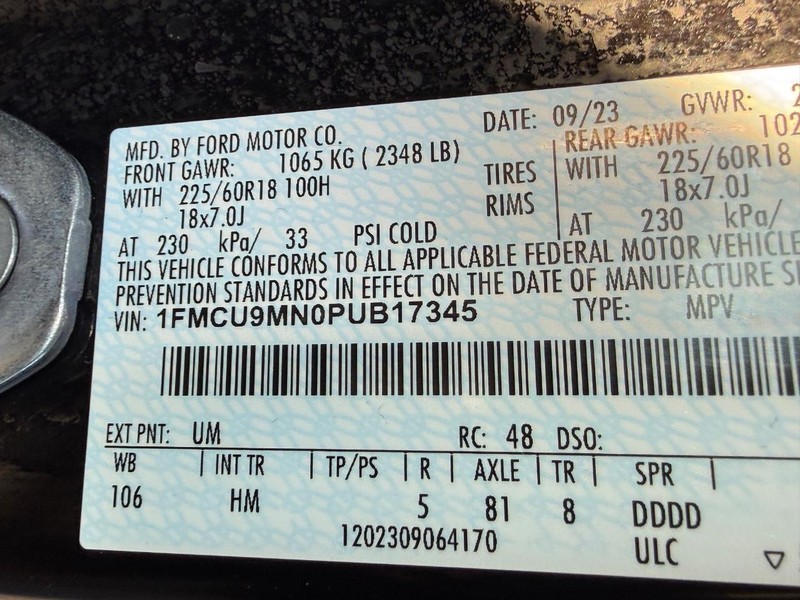 MFD. BY FORD MOTOR CO. DATE: 09/23 GVWR: 2
FRONT GAWR: 1065 KG ( 2348 LB) REAR GAWR: 102
WITH 225/60R18 100H TIRES WITH 225/60R18
18x7.0J RIMS 18x7.0J
AT 230 kPa/ 33 PSI COLD AT 230 kPa/
THIS VEHICLE CONFORMS TO ALL APPLICABLE FEDERAL MOTOR VEHICLE
PREVENTION STANDARDS IN EFFECT ON THE DATE OF MANUFACTURE S
VIN: 1FMCU9MN0PUB17345 TYPE: MPV
EXT PNT: UM RC: 48 DSO:
WB | INT TR | TP/PS | R | AXLE | TR | SPR |
106 HM 5 81 8 DDDD
1202309064170 ULC